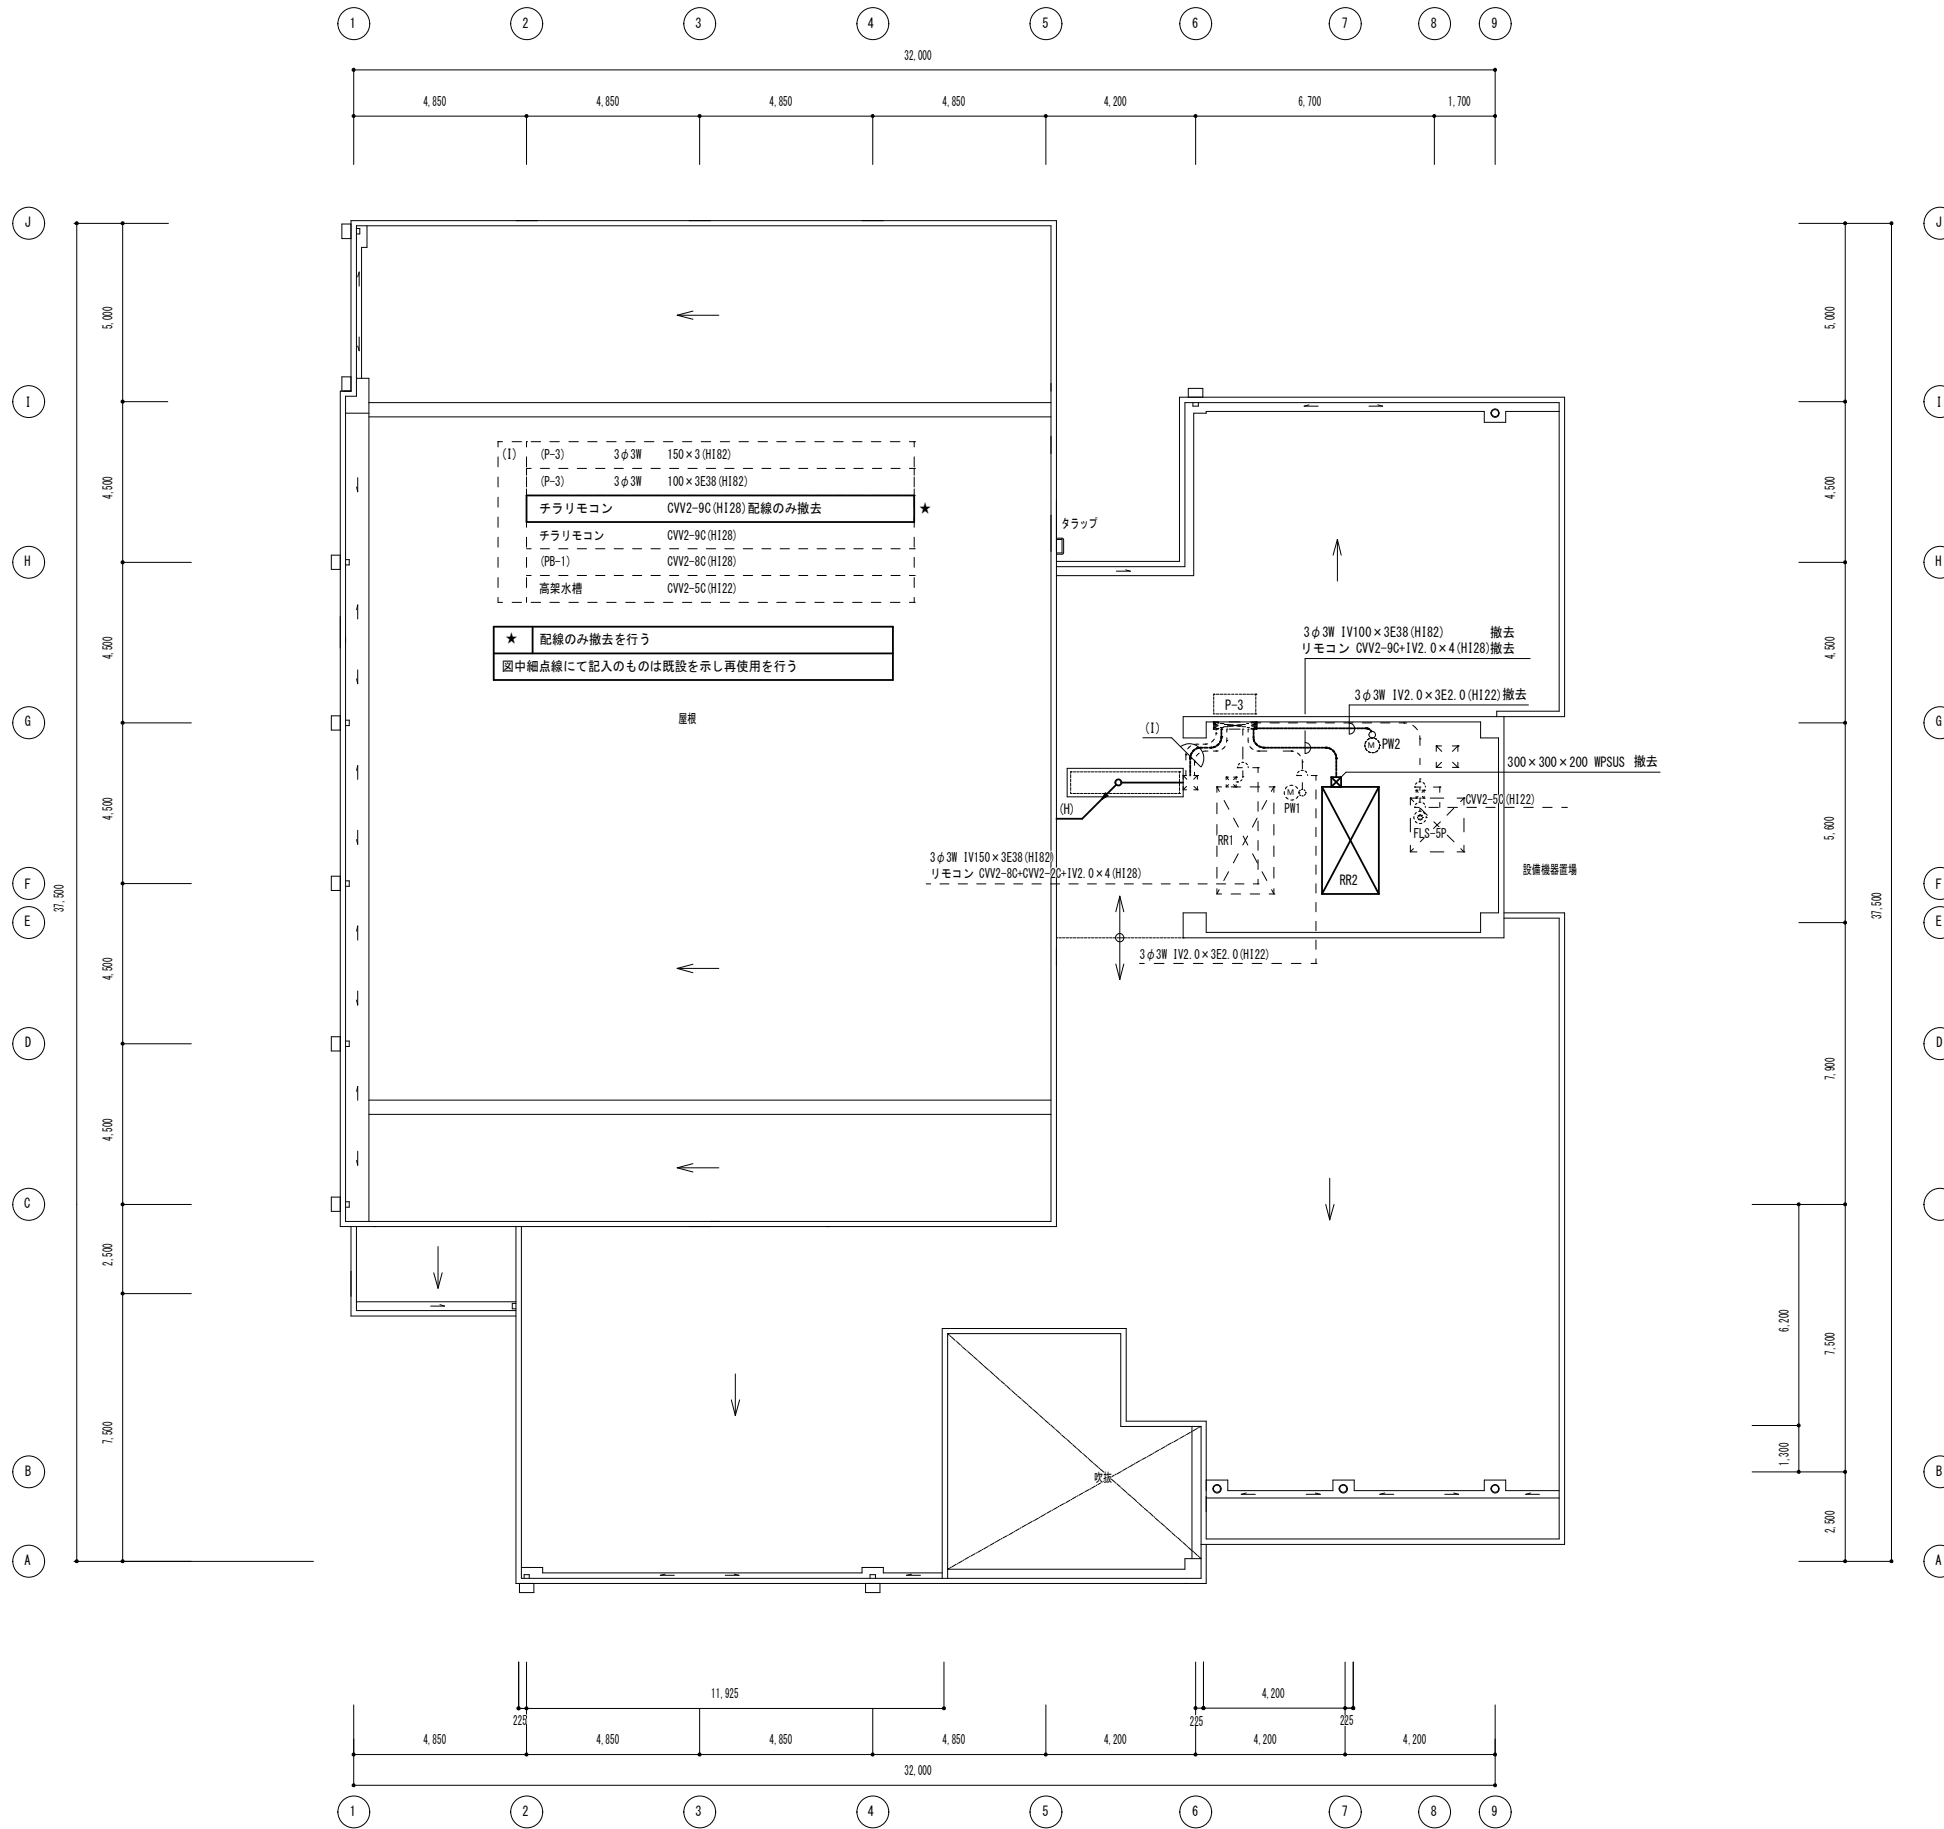 1 2 3 4 5 6 7 8 9
32,000
4,850 4,850 4,850 4,850 4,200 6,700 1,700
J J
5,000 5,000
I I
(I) (P-3) 3φ3W 150×3(HI82)
(P-3) 3φ3W 100×3E38(HI82)
チラリモコン CVV2-9C(HI28)配線のみ撤去 ★
チラリモコン CVV2-9C(HI28)
(PB-1) CVV2-8C(HI28)
高架水槽 CVV2-5C(HI22)
4,500 4,500
タラップ
H H
★ 配線のみ撤去を行う
図中細点線にて記入のものは既設を示し再使用を行う
4,500 4,500
3φ3W IV100×3E38(HI82) 撤去
リモコン CVV2-9C+IV2.0×4(HI28)撤去
3φ3W IV2.0×3E2.0(HI22)撤去
P-3
屋根
G G
(I)
PW2
M
300×300×200 WPSUS 撤去
M
PW1
CVV2-5C(HI22)
(H)
4,500 5,600
FLS-5P
RR1
3φ3W IV150×3E38(HI82)
リモコン CVV2-8C+CVV2-2C+IV2.0×4(HI28)
設備機器置場
RR2
F F
37,500 37,500
E E
3φ3W IV2.0×3E2.0(HI22)
4,500
D D
7,900
4,500
C
2,500
6,200 7,500
7,500
1,300
B B
吹抜
2,500
A A
11,925 4,200
225 225 225
4,850 4,850 4,850 4,850 4,200 4,200 4,200
32,000
1 2 3 4 5 6 7 8 9